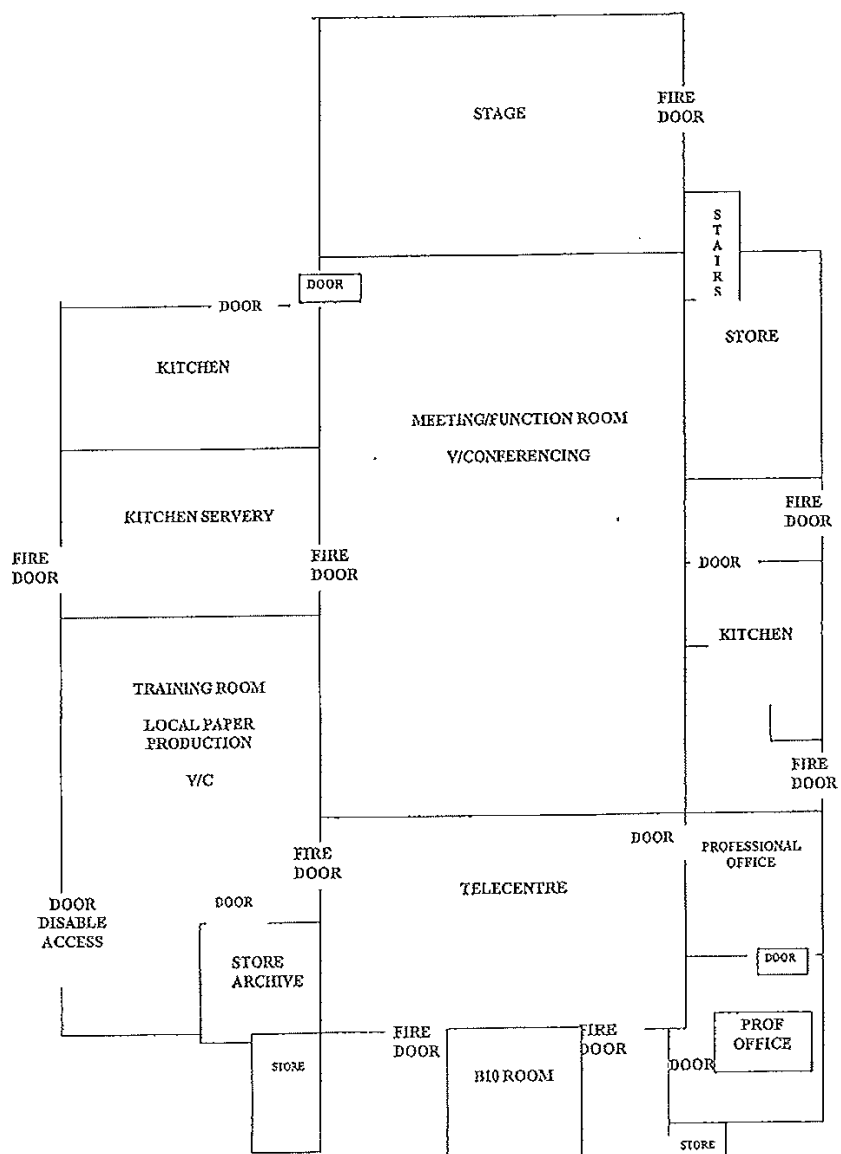 STAGE
FIRE
DOOR
STAIRS
DOOR
DOOR
STORE
KITCHEN
MEETING/FUNCTION ROOM
V/CONFERENCING
KITCHEN SERVERY
FIRE
DOOR
FIRE
DOOR
FIRE
DOOR
DOOR
KITCHEN
TRAINING ROOM
LOCAL PAPER
PRODUCTION
V/C
FIRE
DOOR
DOOR
PROFESSIONAL
OFFICE
FIRE
DOOR
TELECENTRE
DOOR
DISABLE
ACCESS
DOOR
STORE
ARCHIVE
DOOR
FIRE
DOOR
FIRE
DOOR
PROF
OFFICE
DOOR
STORE
B10 ROOM
STORE